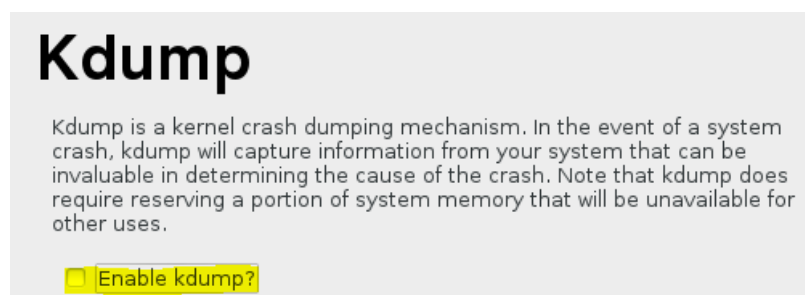 Kdump
Kdump is a kernel crash dumping mechanism. In the event of a system
crash, kdump will capture information from your system that can be
invaluable in determining the cause of the crash. Note that kdump does
require reserving a portion of system memory that will be unavailable for
other uses.
Enable kdump?